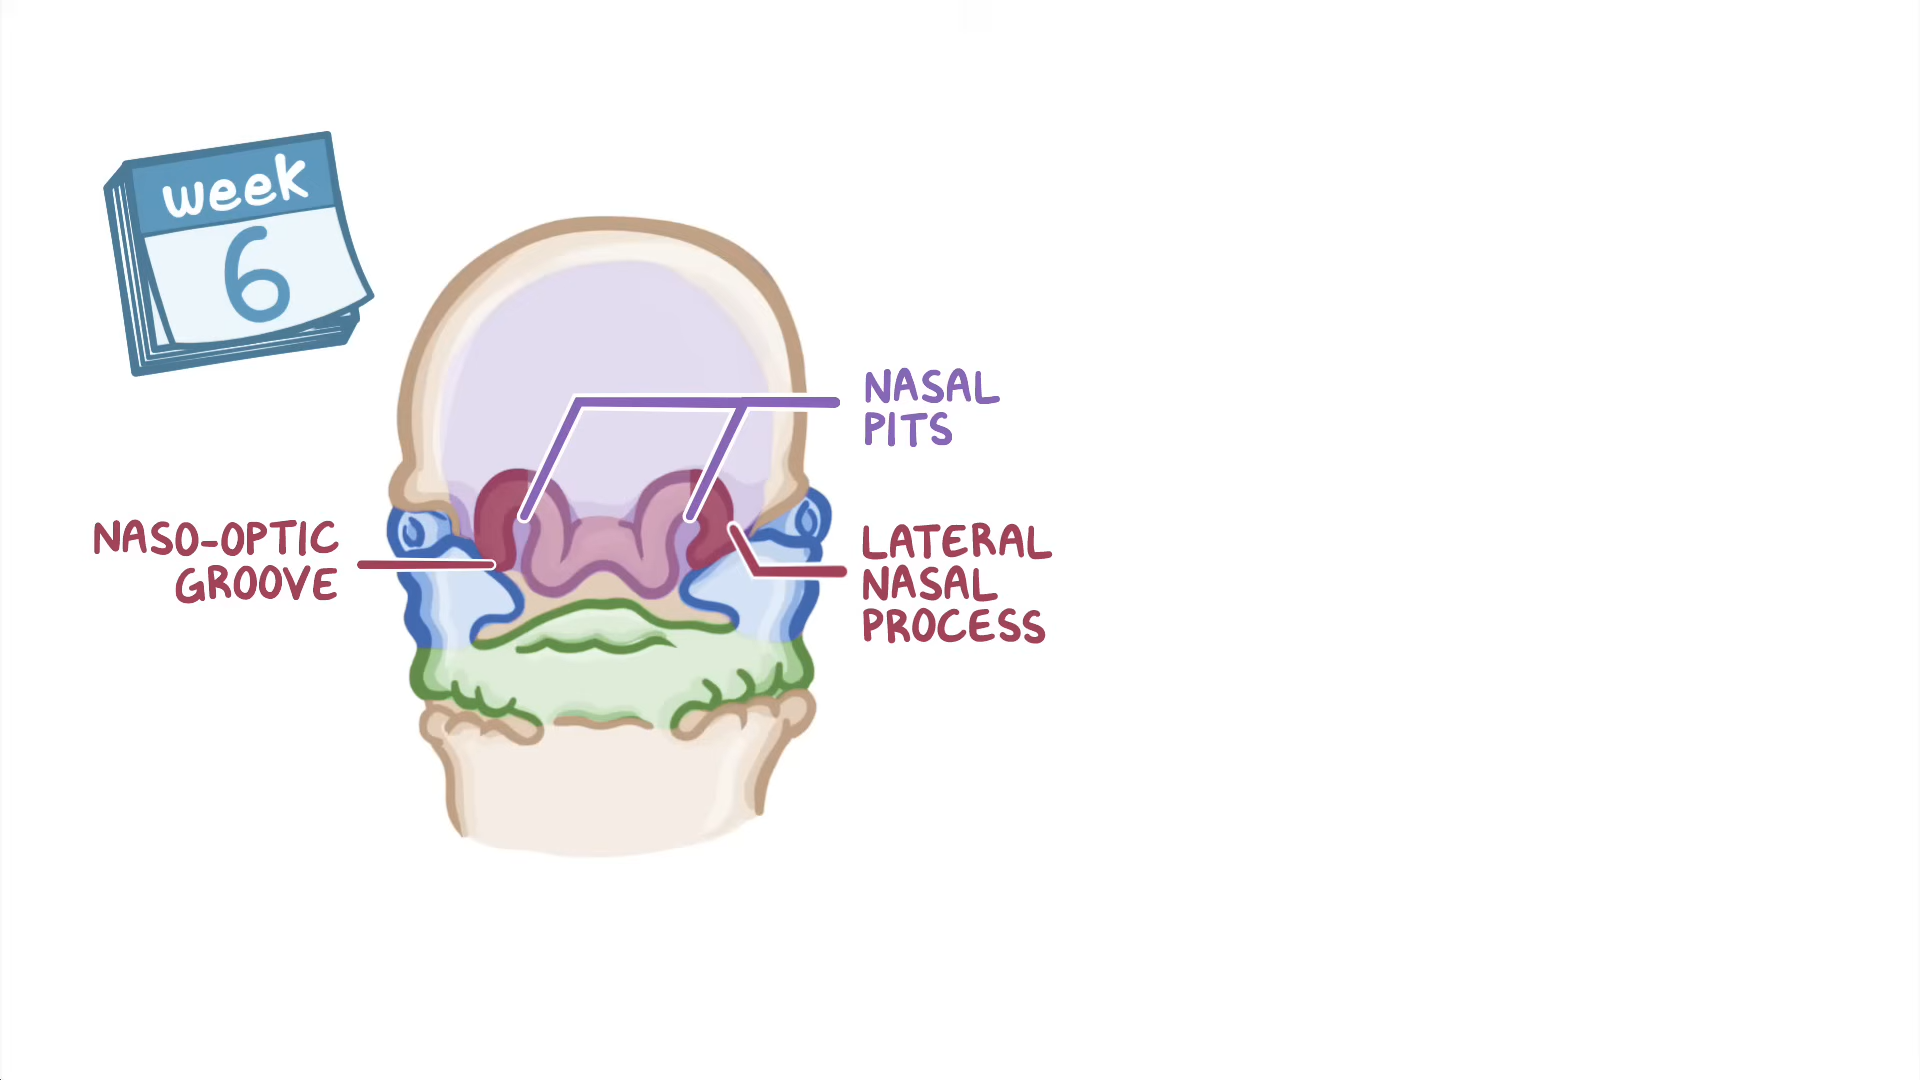 week
6
NASAL
PITS
NASO-OPTIC
GROOVE
LATERAL
NASAL
PROCESS